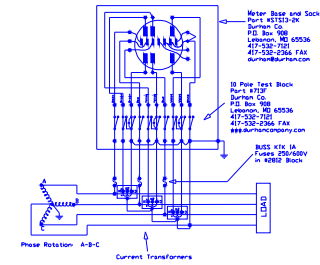 Meter Base and Sock
Part #STS13-2K
Durham Co.
P.O. Box 908
Lebanon, MO 65536
417-532-7121
417-532-2366 FAX
durham@durham.com
10 Pole Test Block
Part #713F
Durham Co.
P.O. Box 908
Lebanon, MO 65536
417-532-7121
417-532-2366 FAX
www.durhamcompany.com
BUSS KTK 1A
Fuses 250/600V
in #2812 Block
A
B
C
LOAD
Phase Rotation: A-B-C
Current Transformers